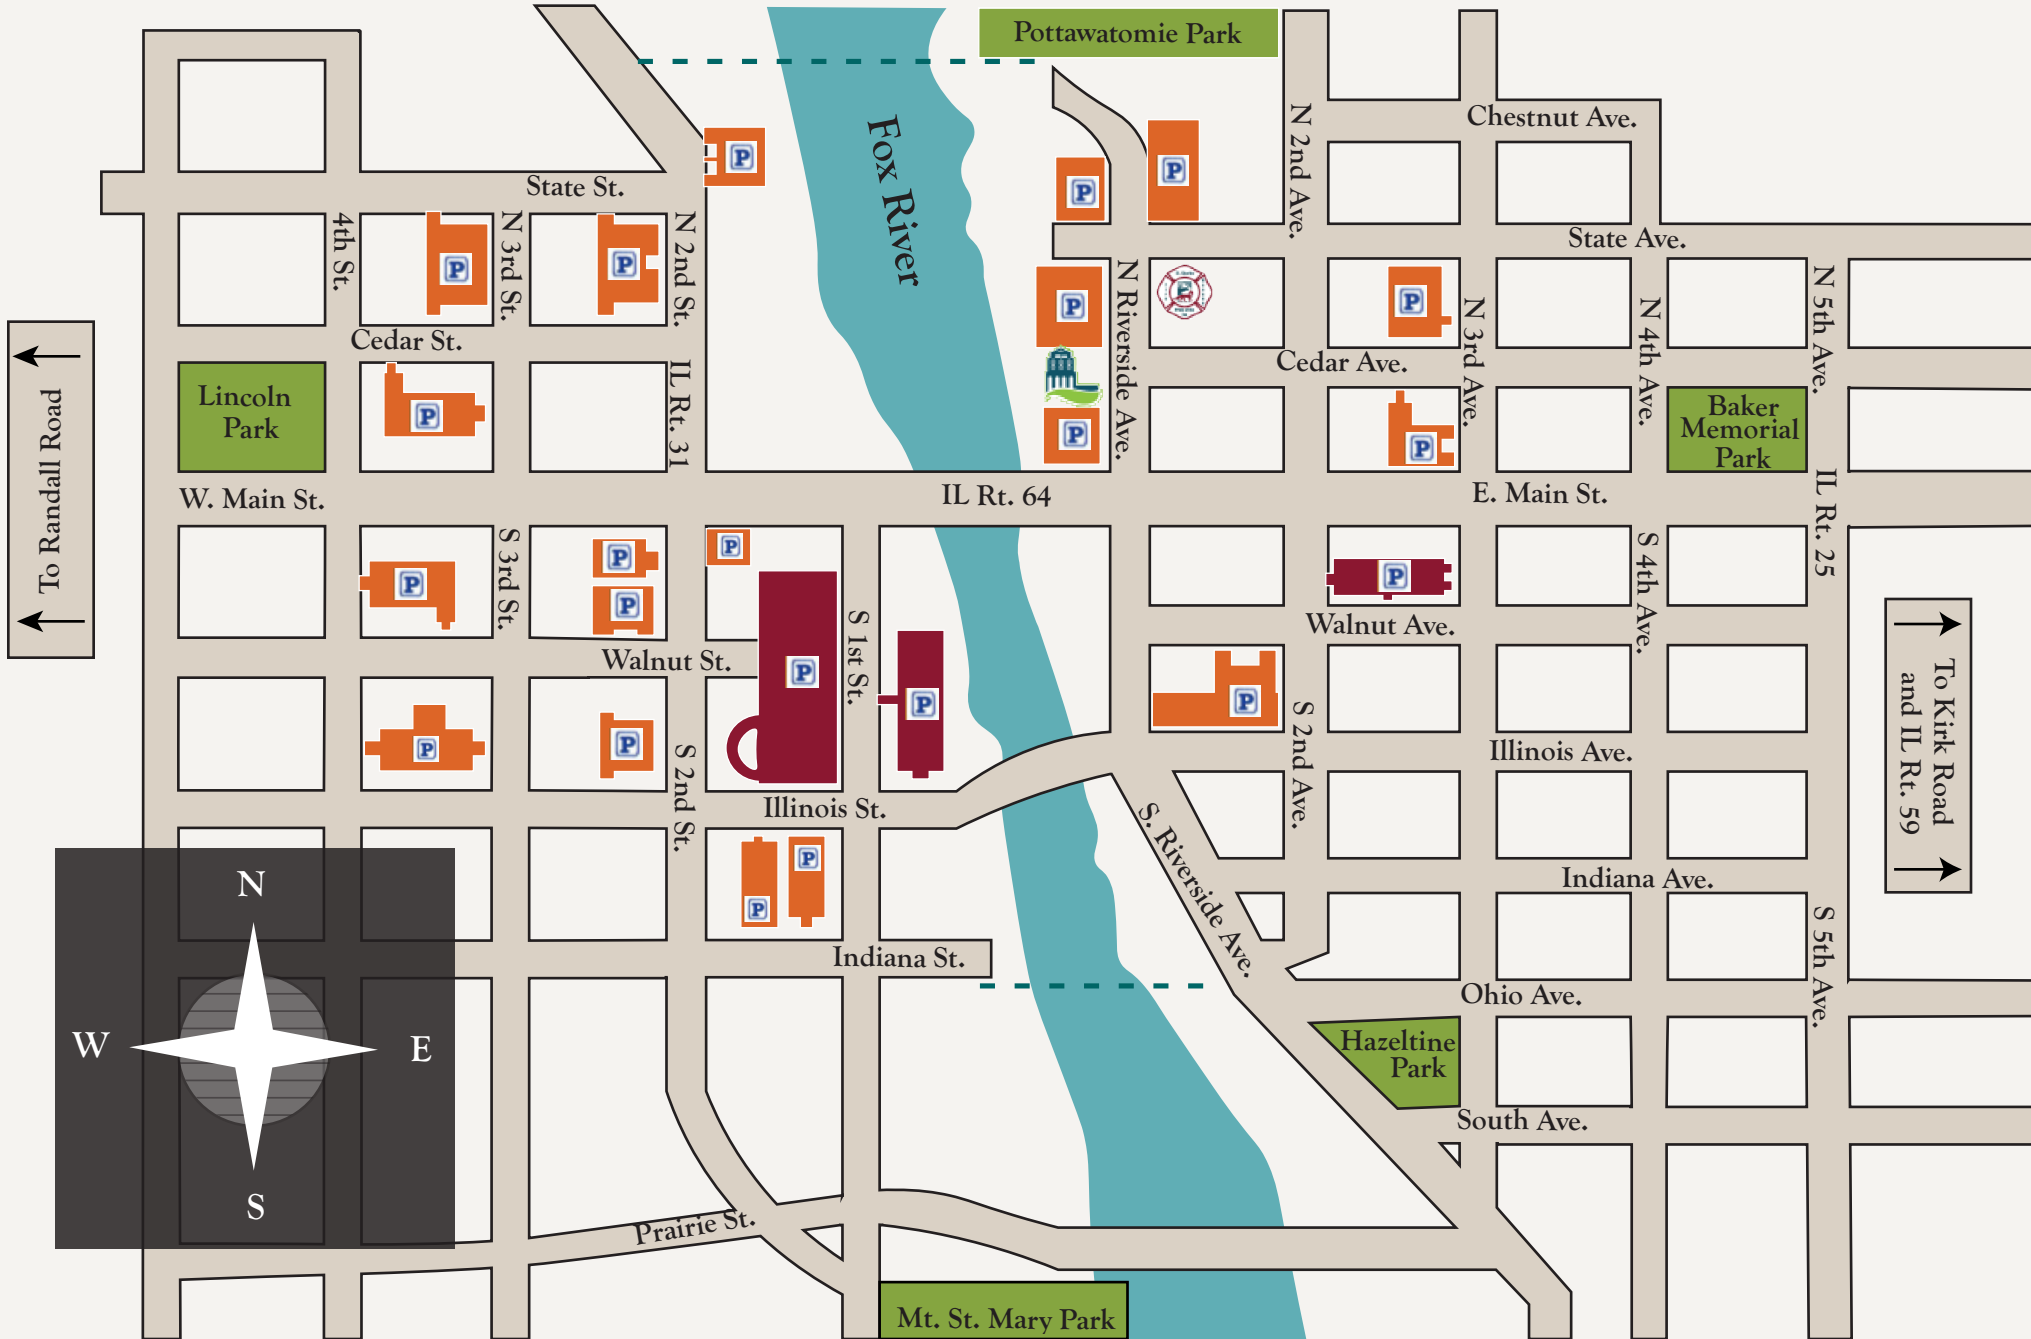 Pottawatomie Park
Chestnut Ave.
Fox River
N 2nd Ave.
P
P
P
State St.
State Ave.
4th St.
N 3rd St.
N 2nd St.
P
P
P
P
N Riverside Ave.
N 3rd Ave.
N 4th Ave.
N 5th Ave.
Cedar St.
Cedar Ave.
To Randall Road
Lincoln
Park
P
IL Rt. 31
P
P
Baker
Memorial
Park
W. Main St.
IL Rt. 64
E. Main St.
IL Rt. 25
S 3rd St.
P
P
P
P
P
S 4th Ave.
Walnut Ave.
Walnut St.
S 1st St.
P
P
P
To Kirk Road
and IL Rt. 59
P
P
S 2nd St.
S 2nd Ave.
Illinois Ave.
Illinois St.
S. Riverside Ave.
P
P
Indiana Ave.
Indiana St.
S 5th Ave.
Ohio Ave.
Hazeltine
Park
South Ave.
N
W
E
S
Prairie St.
Mt. St. Mary Park